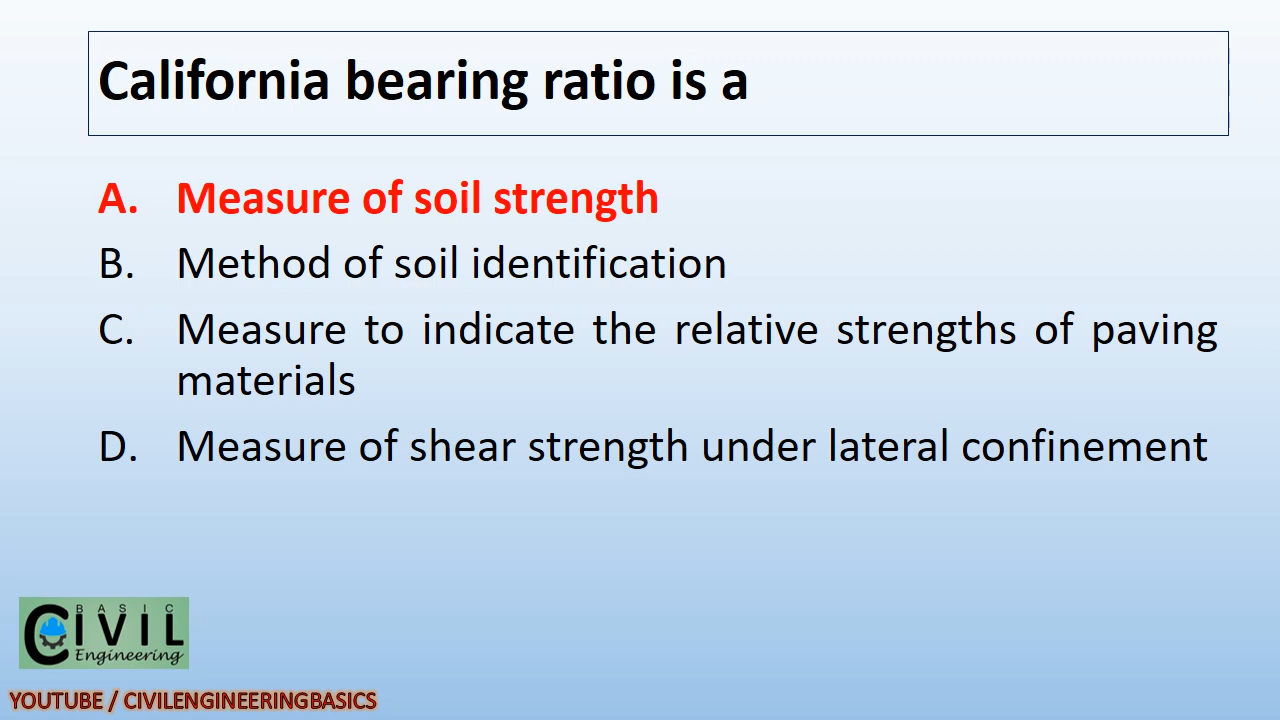 California bearing ratio is a
A. Measure of soil strength
B. Method of soil identification
C. Measure to indicate the relative strengths of paving
materials
D. Measure of shear strength under lateral confinement
BASIC
CIVIL
Engineering
YOUTUBE / CIVILENGINEERINGBASICS